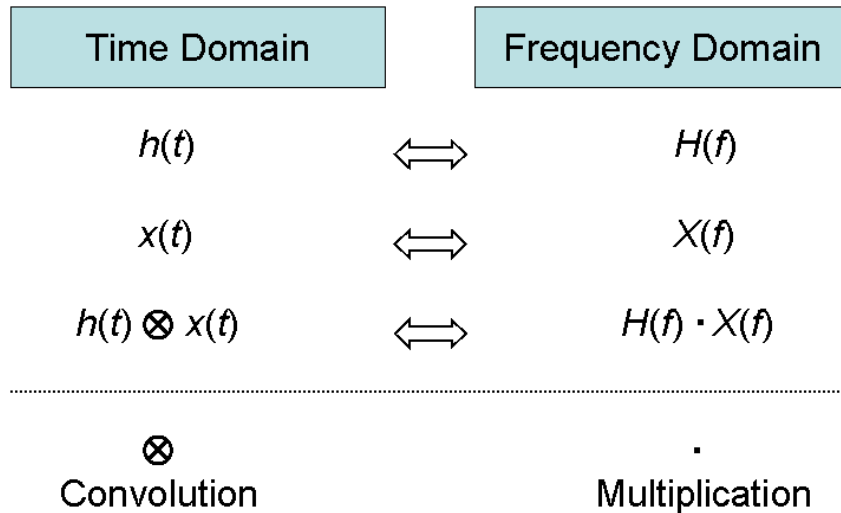 Time Domain Frequency Domain
h(t) ⇔ H(f)
x(t) ⇔ X(f)
h(t) ⊗ x(t) ⇔ H(f) · X(f)
⊗ ·
Convolution Multiplication